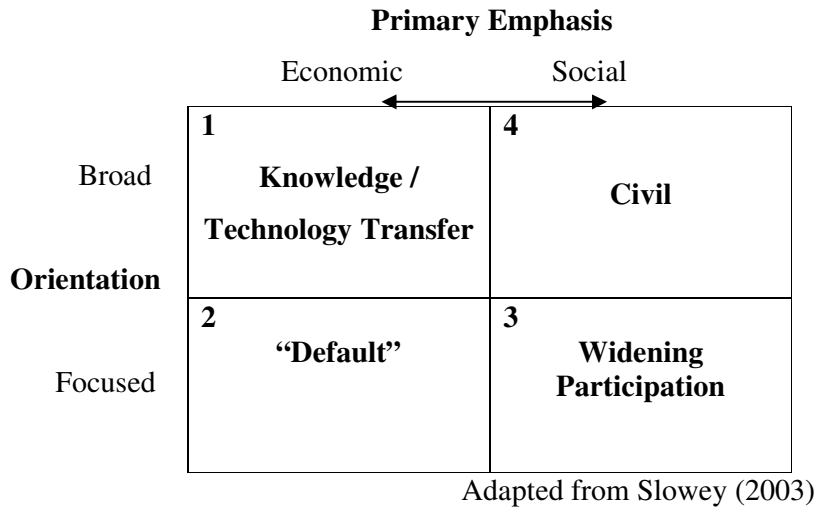 Primary Emphasis
Economic Social
1 4
Broad Knowledge / Civil
Technology Transfer
Orientation
2 3
“Default” Widening
Focused Participation
Adapted from Slowey (2003)